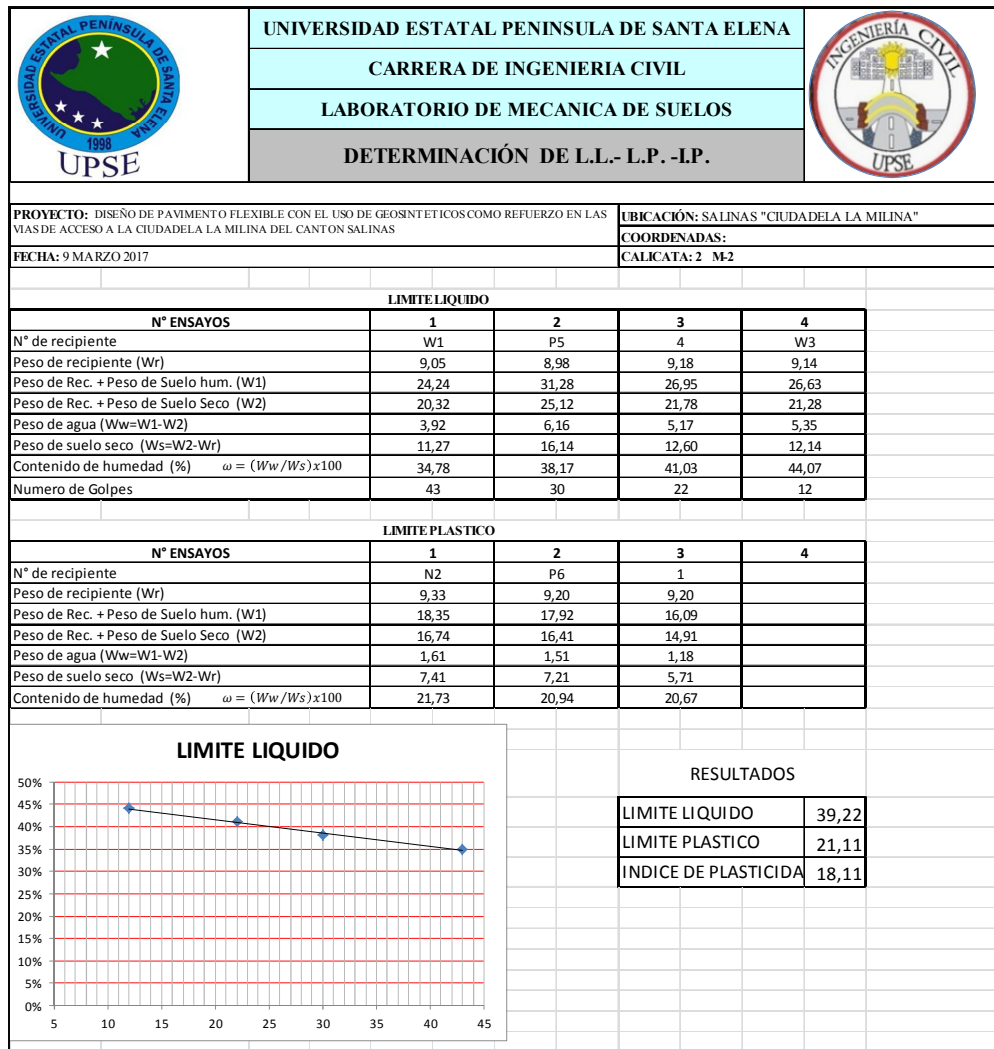 UNIVERSIDAD ESTATAL PENINSULA DE SANTA ELENA
1998
UPSE
UNIVERSIDAD ESTATAL PENINSULA DE SANTA ELENA
CARRERA DE INGENIERIA CIVIL
LABORATORIO DE MECANICA DE SUELOS
DETERMINACIÓN DE L.L.- L.P. -I.P.
INGENIERÍA CIVIL
UPSE
PROYECTO: DISEÑO DE PAVIMENTO FLEXIBLE CON EL USO DE GEOSINTETICOS COMO REFUERZO EN LAS
VIAS DE ACCESO A LA CIUDADELA LA MILINA DEL CANTON SALINAS
UBICACIÓN: SALINAS "CIUDADELA LA MILINA"
COORDENADAS:
FECHA: 9 MARZO 2017
CALICATA: 2 M-2
LIMITE LIQUIDO
N° ENSAYOS 1 2 3 4
N° de recipiente W1 P5 4 W3
Peso de recipiente (Wr) 9,05 8,98 9,18 9,14
Peso de Rec. + Peso de Suelo hum. (W1) 24,24 31,28 26,95 26,63
Peso de Rec. + Peso de Suelo Seco (W2) 20,32 25,12 21,78 21,28
Peso de agua (Ww=W1-W2) 3,92 6,16 5,17 5,35
Peso de suelo seco (Ws=W2-Wr) 11,27 16,14 12,60 12,14
Contenido de humedad (%) ω = (Ww/Ws)x100 34,78 38,17 41,03 44,07
Numero de Golpes 43 30 22 12
LIMITE PLASTICO
N° ENSAYOS 1 2 3 4
N° de recipiente N2 P6 1
Peso de recipiente (Wr) 9,33 9,20 9,20
Peso de Rec. + Peso de Suelo hum. (W1) 18,35 17,92 16,09
Peso de Rec. + Peso de Suelo Seco (W2) 16,74 16,41 14,91
Peso de agua (Ww=W1-W2) 1,61 1,51 1,18
Peso de suelo seco (Ws=W2-Wr) 7,41 7,21 5,71
Contenido de humedad (%) ω = (Ww/Ws)x100 21,73 20,94 20,67
LIMITE LIQUIDO
50%
45%
40%
35%
30%
25%
20%
15%
10%
5%
0%
5 10 15 20 25 30 35 40 45
RESULTADOS
LIMITE LIQUIDO 39,22
LIMITE PLASTICO 21,11
INDICE DE PLASTICIDA 18,11